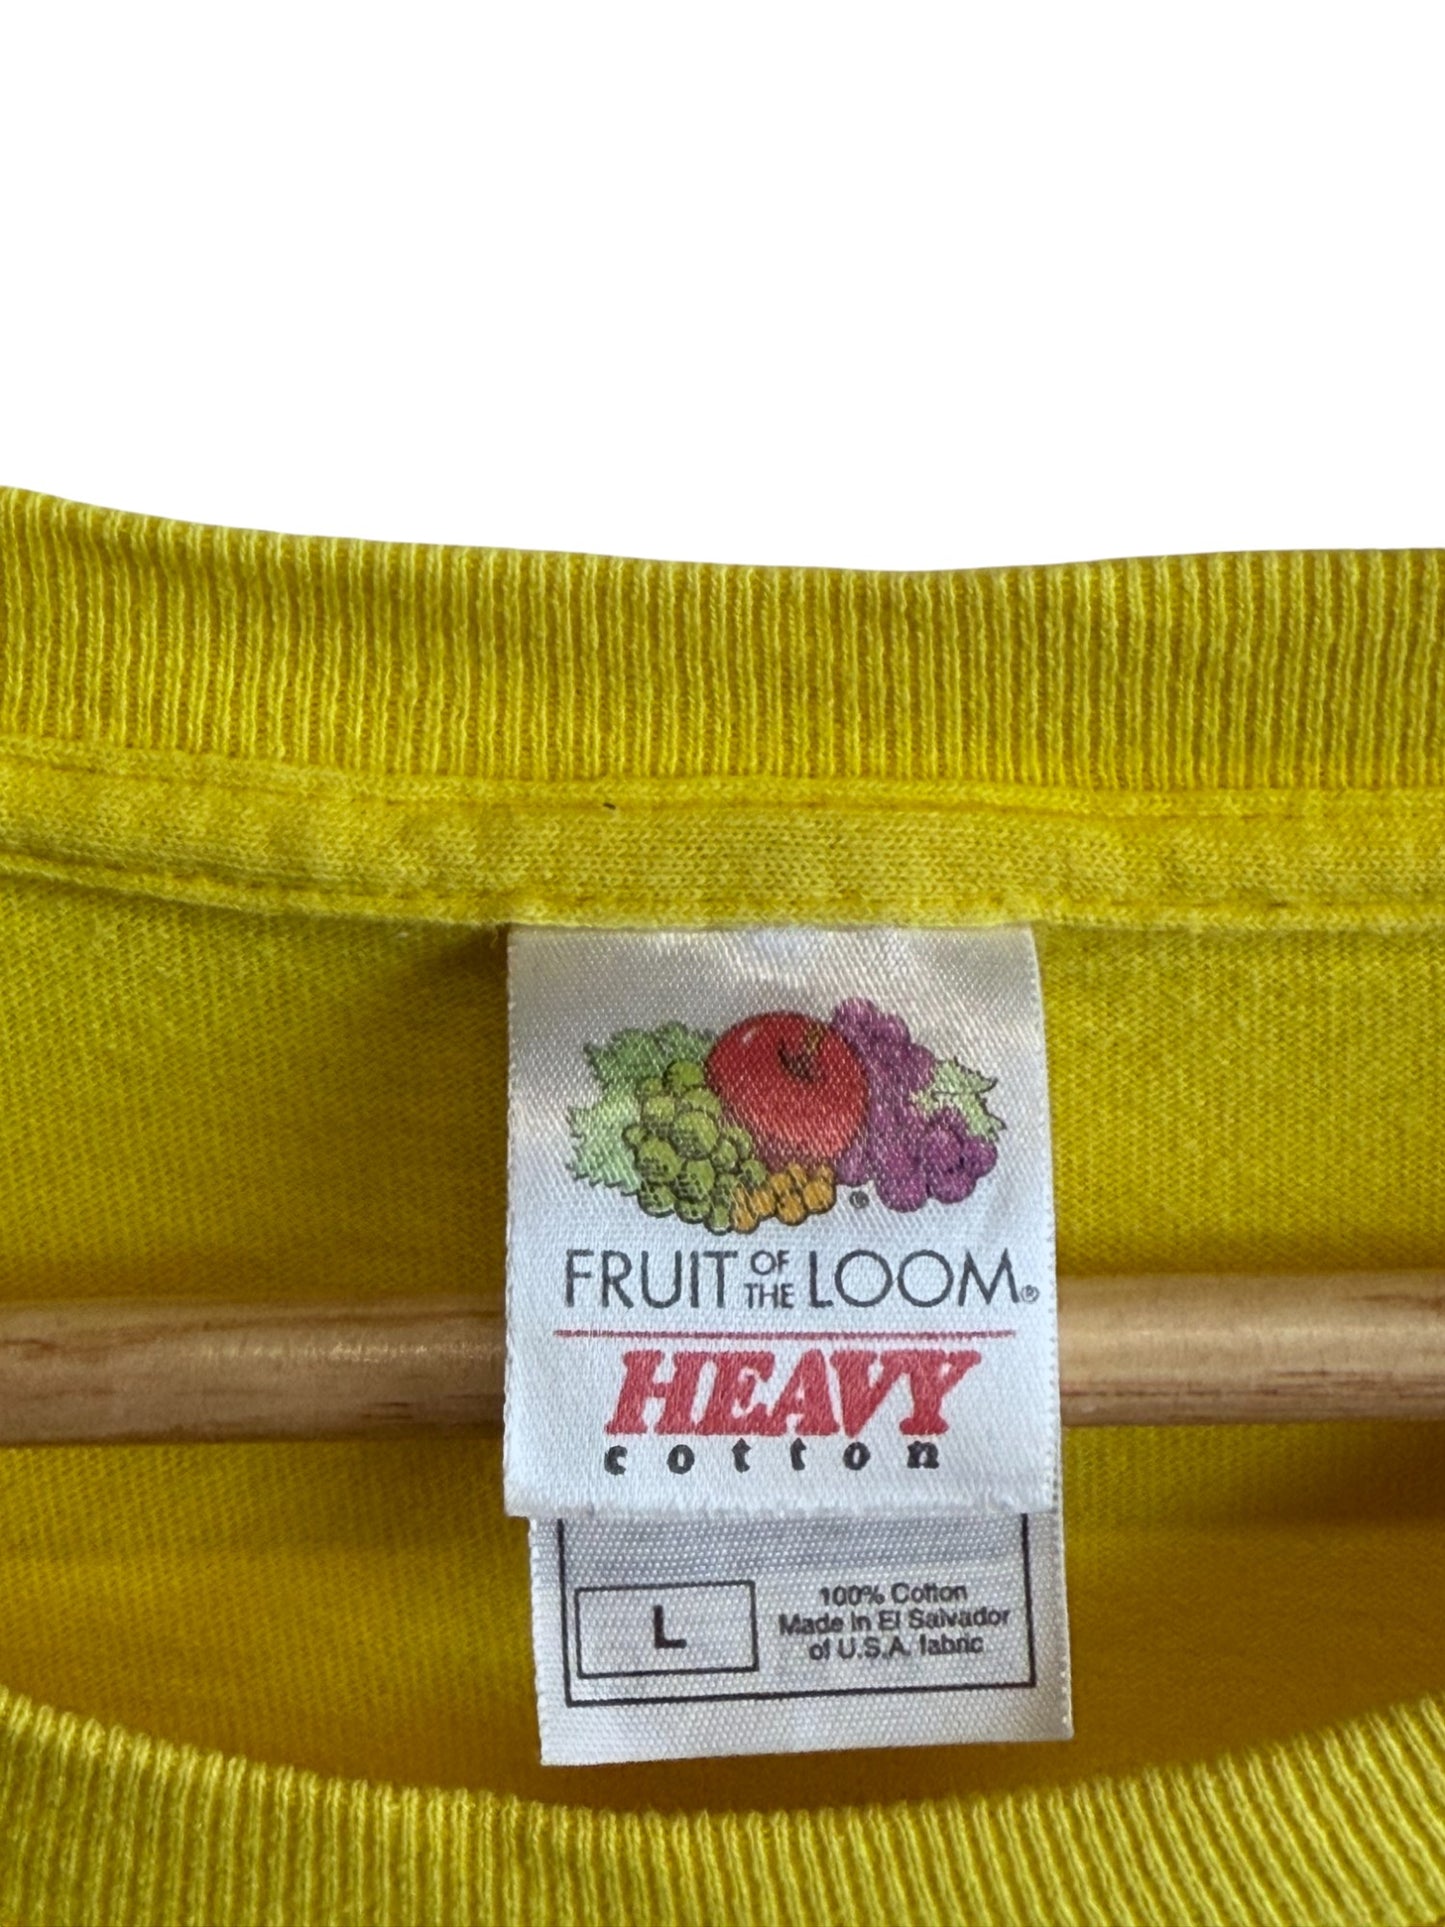 ®
FRUIT OF THE LOOM®
HEAVY
cotton
L
100% Cotton
Made in El Salvador
of U.S.A. fabric